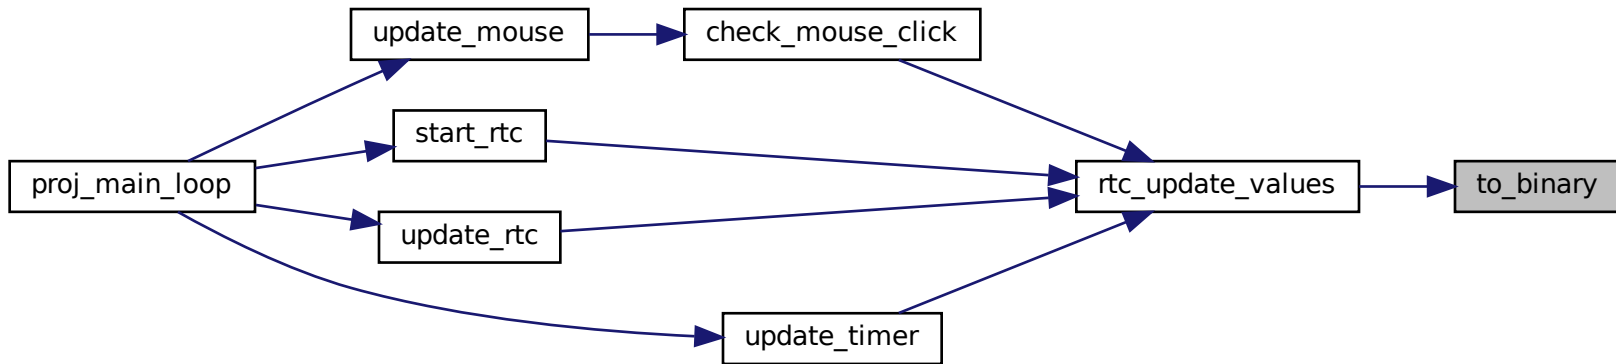 update_mouse
check_mouse_click
start_rtc
proj_main_loop
rtc_update_values
to_binary
update_rtc
update_timer